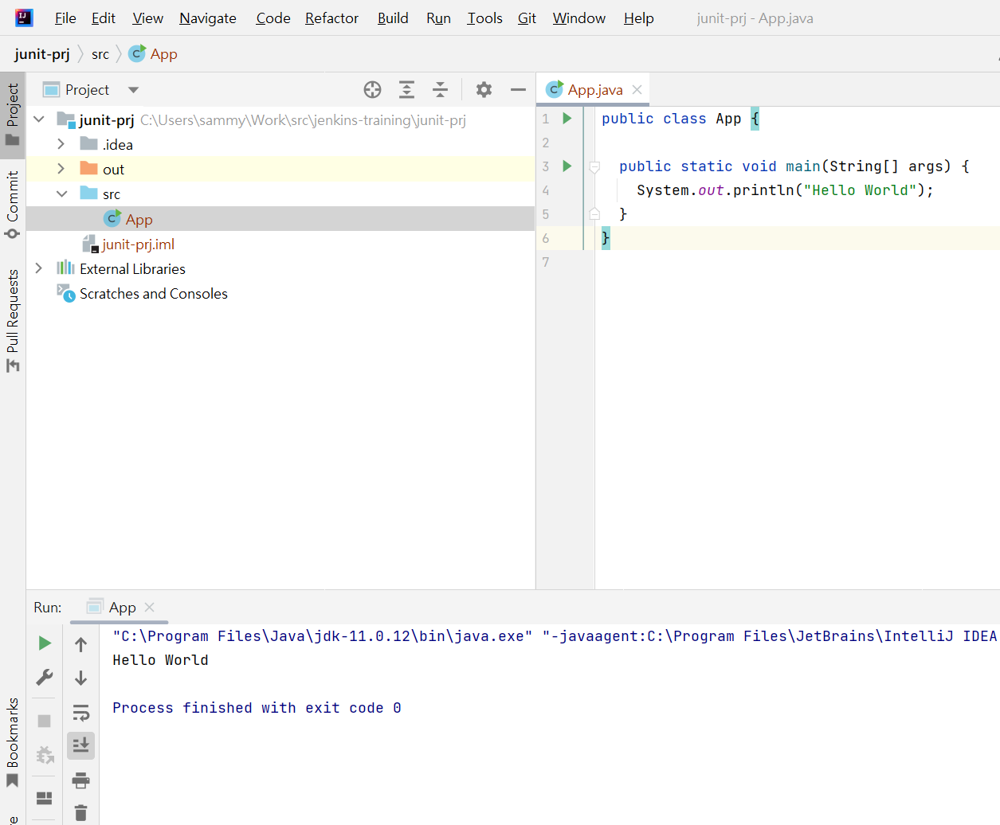 File Edit View Navigate Code Refactor Build Run Tools Git Window Help junit-prj - App.java
junit-prj src App
Project
Commit
Pull Requests
Bookmarks
Project
junit-prj C:\Users\sammy\Work\src\jenkins-training\junit-prj
.idea
out
src
App
junit-prj.iml
External Libraries
Scratches and Consoles
App.java
1 public class App {
2
3 public static void main(String[] args) {
4 System.out.println("Hello World");
5 }
6 }
7
Run: App
"C:\Program Files\Java\jdk-11.0.12\bin\java.exe" "-javaagent:C:\Program Files\JetBrains\IntelliJ IDEA
Hello World
Process finished with exit code 0